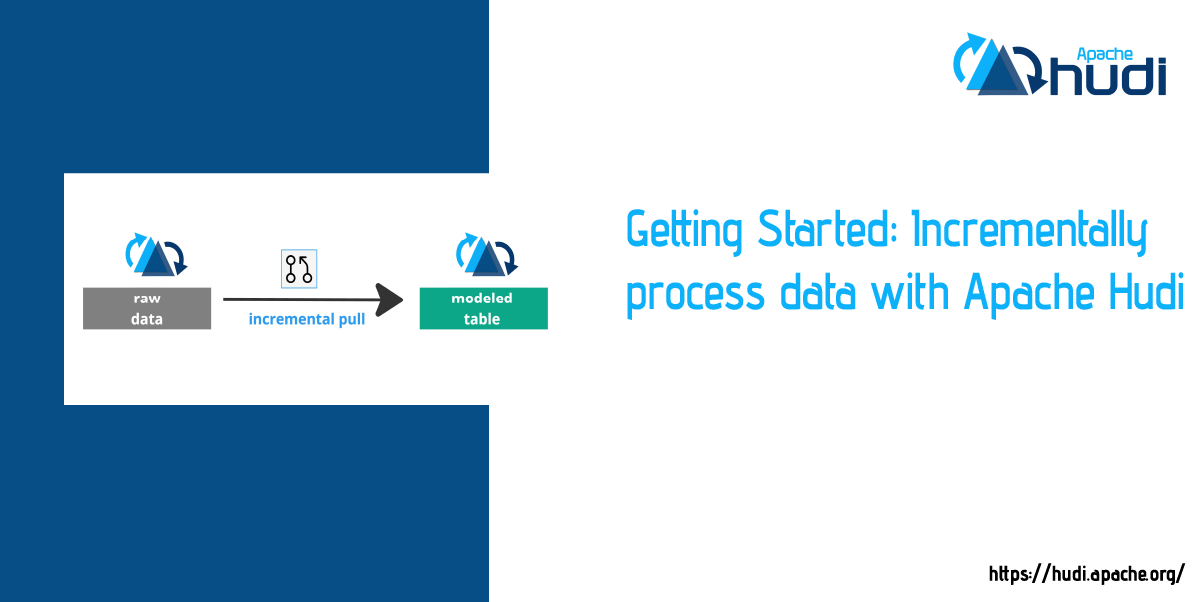 Apache
hudi
Getting Started: Incrementally
process data with Apache Hudi
raw
data
incremental pull
modeled
table
https://hudi.apache.org/